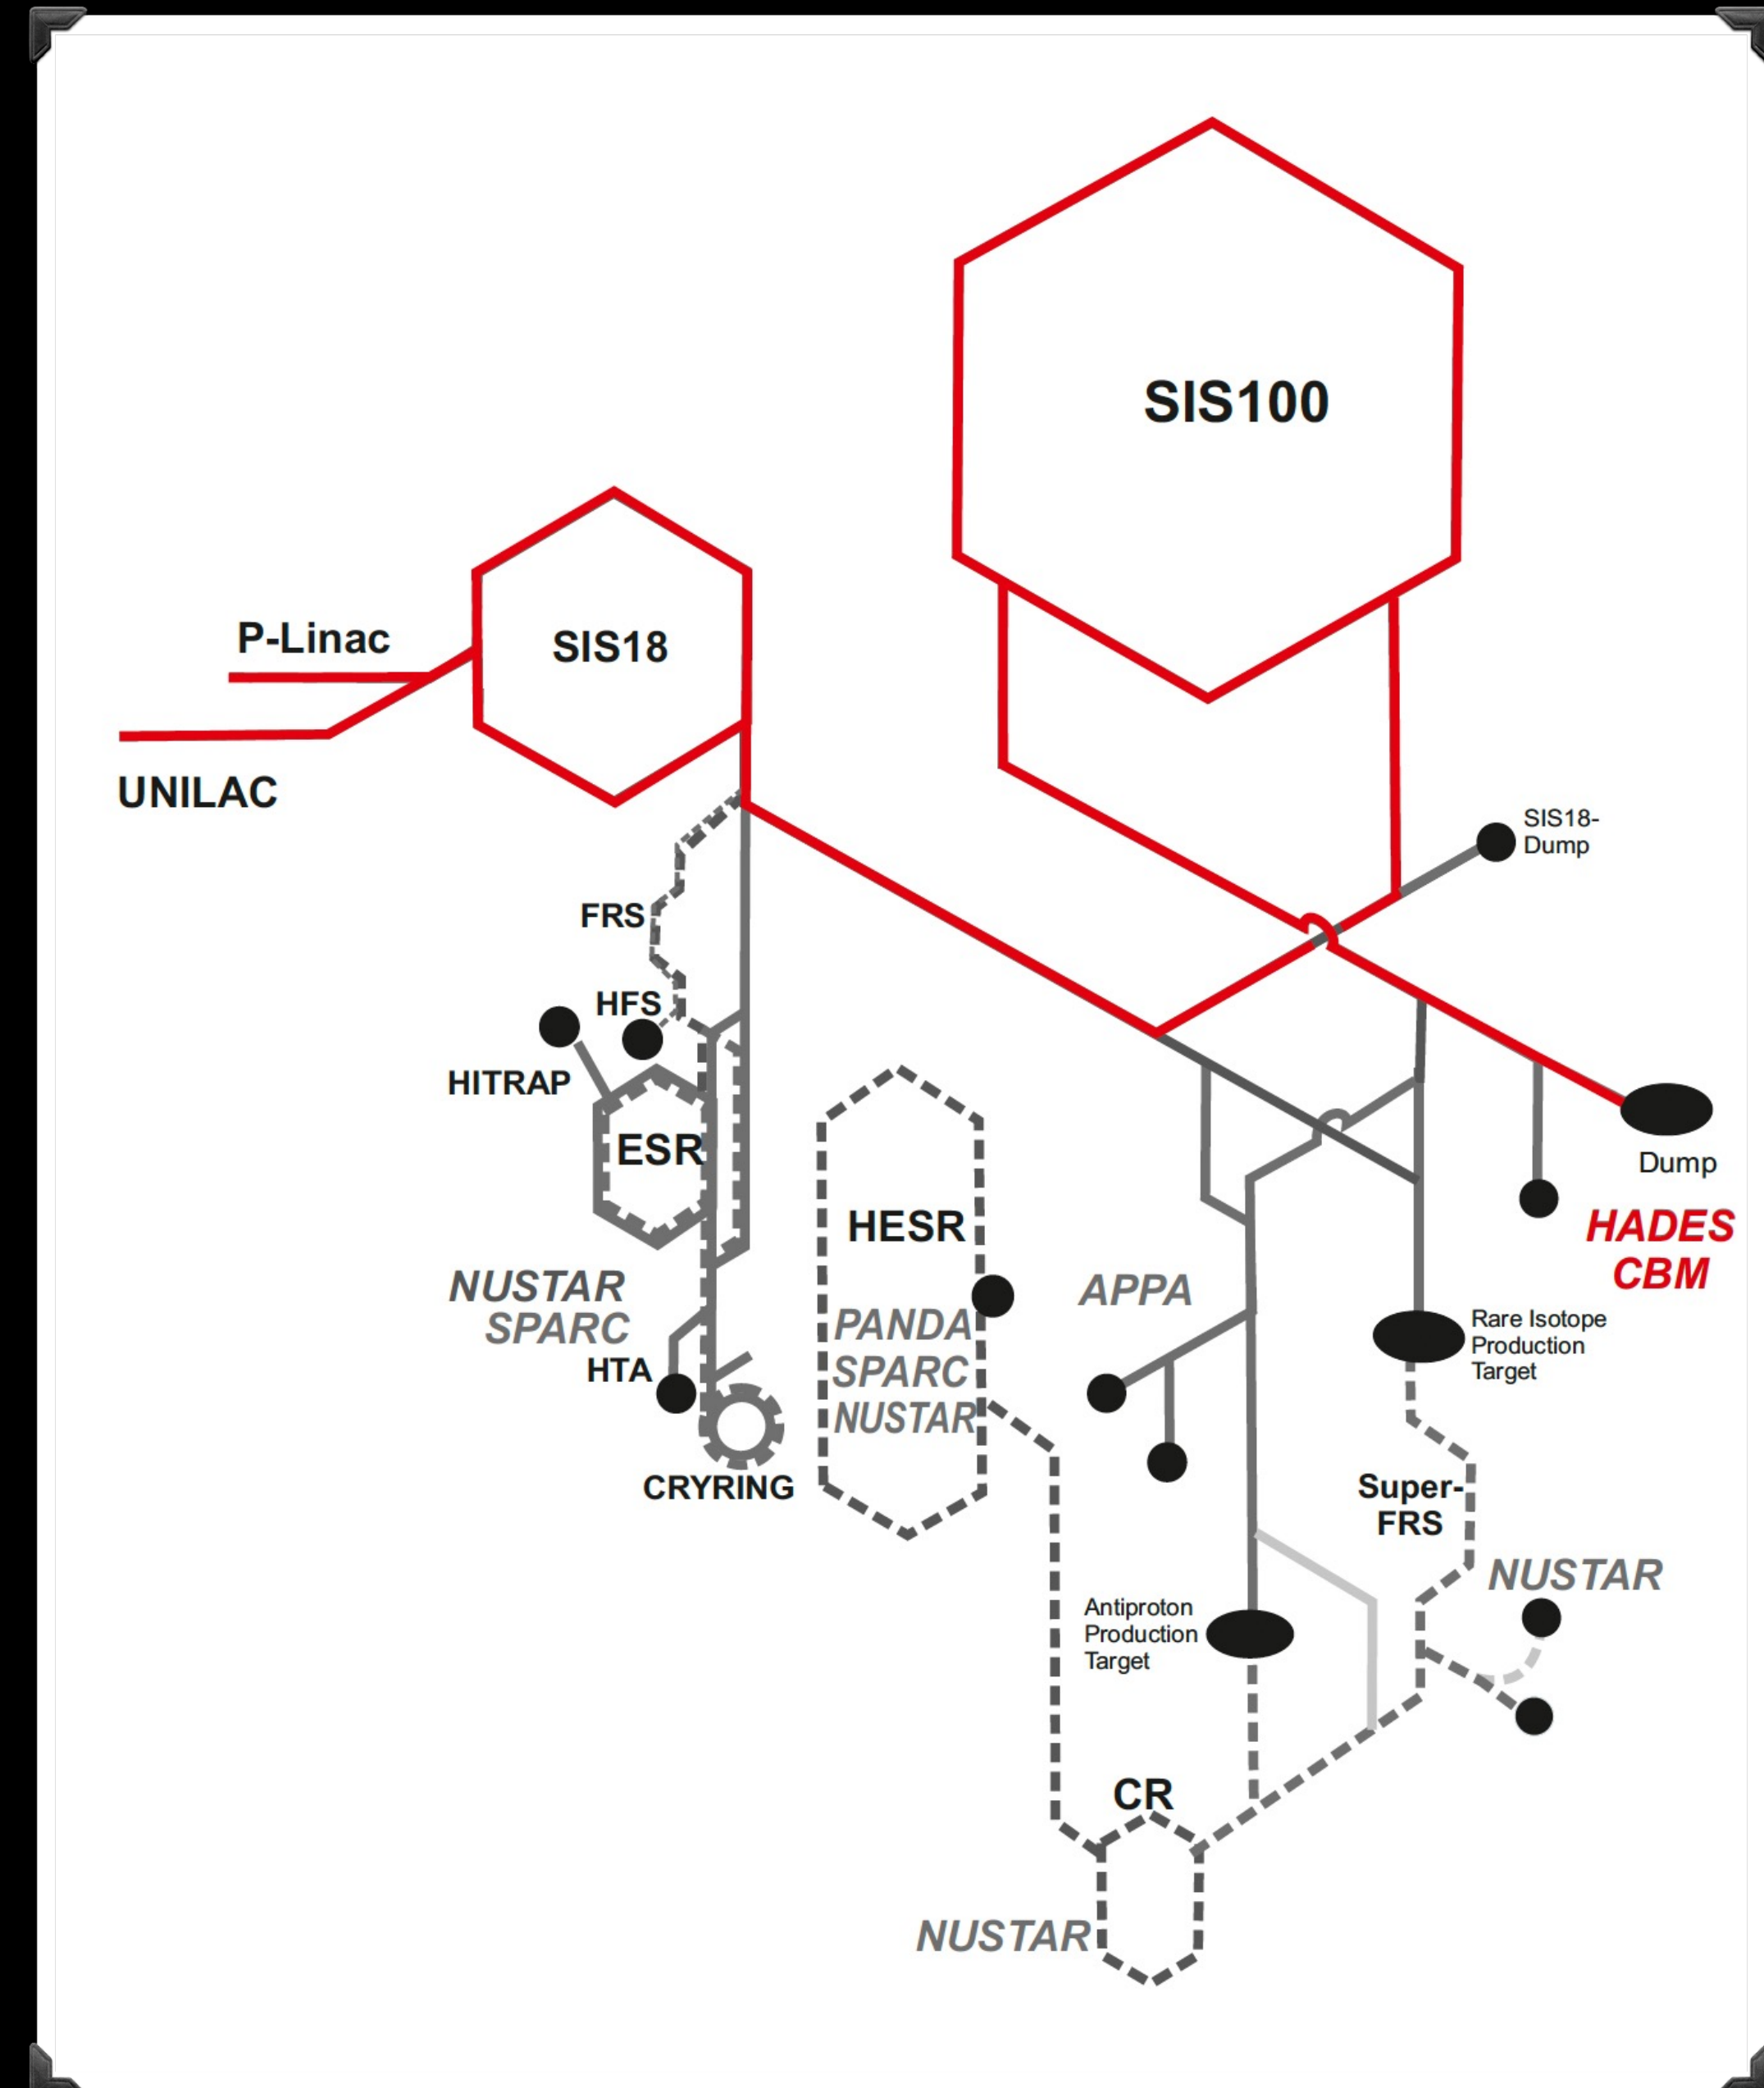 SIS100
SIS18
P-Linac
UNILAC
SIS18-
Dump
FRS
HFS
HITRAP
ESR
Dump
HADES
CBM
HESR
NUSTAR
SPARC
APPA
PANDA
SPARC
NUSTAR
HTA
Rare Isotope
Production
Target
CRYRING
Super-
FRS
NUSTAR
Antiproton
Production
Target
CR
NUSTAR